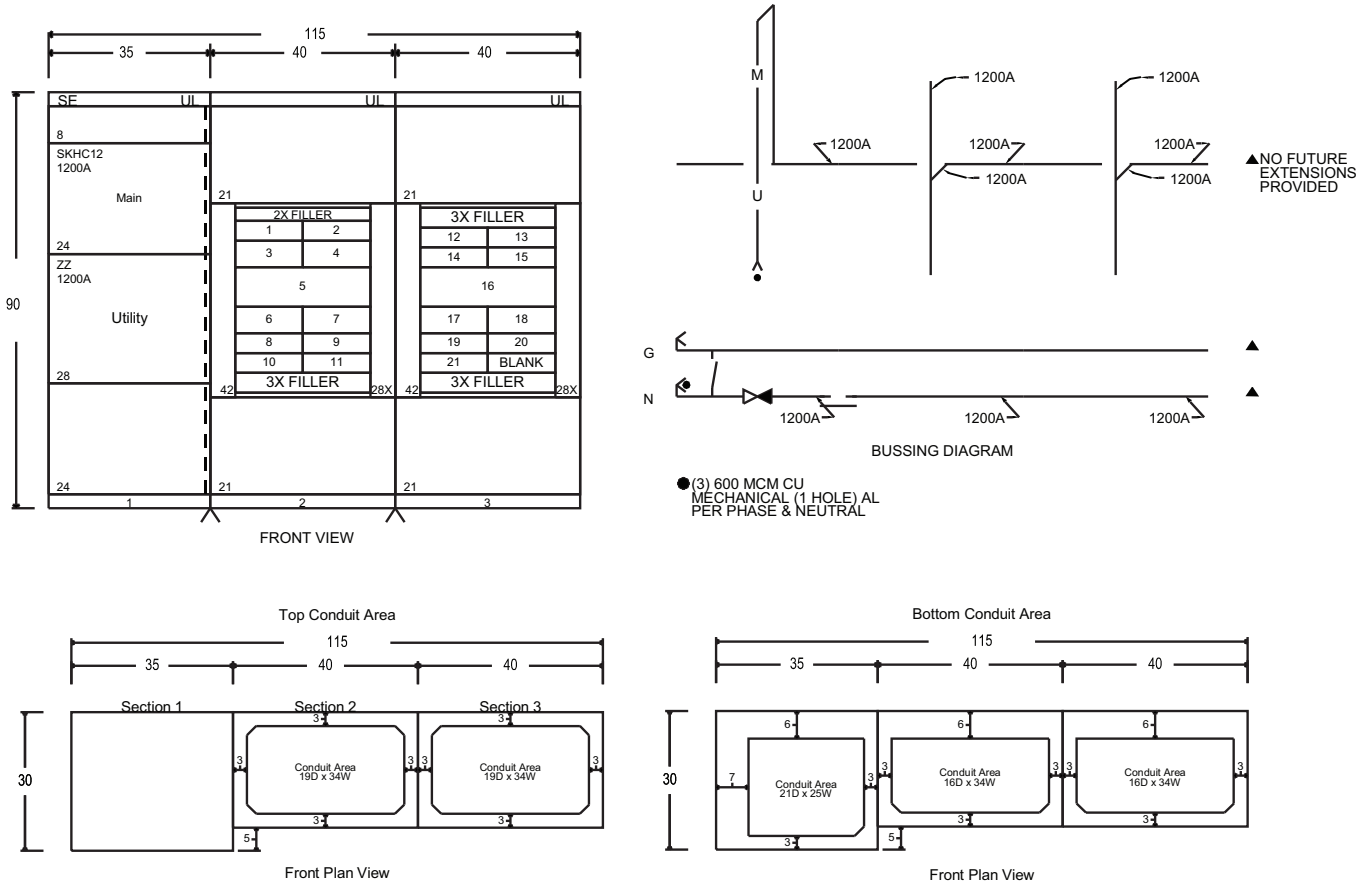 115
35
40
40
SE
UL
UL
UL
8
SKHC12
1200A
Main
24
ZZ
1200A
Utility
28
24
90
21
2X FILLER
1
2
3
4
5
6
7
8
9
10
11
3X FILLER
42
28X
21
21
3X FILLER
12
13
14
15
16
17
18
19
20
21
BLANK
3X FILLER
42
28X
21
1
2
3
FRONT VIEW
M
U
1200A
1200A
1200A
1200A
1200A
1200A
1200A
NO FUTURE
EXTENSIONS
PROVIDED
G
N
1200A
1200A
1200A
BUSSING DIAGRAM
(3) 600 MCM CU
MECHANICAL (1 HOLE) AL
PER PHASE & NEUTRAL
Top Conduit Area
115
35
40
40
Section 1
Section 2
Section 3
30
3
3
Conduit Area
19D x 34W
3
3
3
3
3
Conduit Area
19D x 34W
3
3
5
Front Plan View
Bottom Conduit Area
115
35
40
40
30
6
7
Conduit Area
21D x 25W
3
3
6
3
Conduit Area
16D x 34W
3
3
6
3
Conduit Area
16D x 34W
3
3
5
Front Plan View